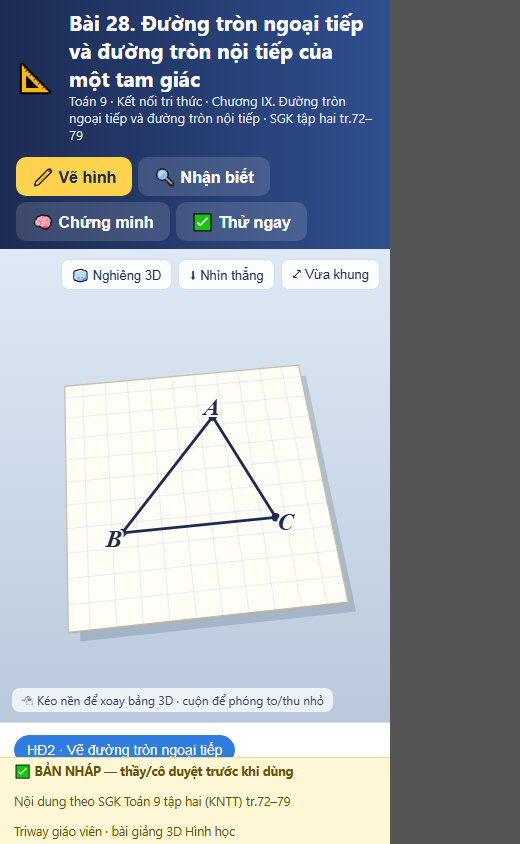 Bài 28. Đường tròn ngoại tiếp
và đường tròn nội tiếp của
một tam giác
Toán 9 · Kết nối tri thức · Chương IX. Đường tròn
ngoại tiếp và đường tròn nội tiếp · SGK tập hai tr.72–
79
Vẽ hình
Nhận biết
Chứng minh
Thử ngay
Nghiêng 3D
Nhìn thẳng
Vừa khung
A
B
C
Kéo nền để xoay bảng 3D · cuộn để phóng to/thu nhỏ
HĐ2 · Vẽ đường tròn ngoại tiếp
BẢN NHÁP — thầy/cô duyệt trước khi dùng
Nội dung theo SGK Toán 9 tập hai (KNTT) tr.72–79
Triway giáo viên · bài giảng 3D Hình học